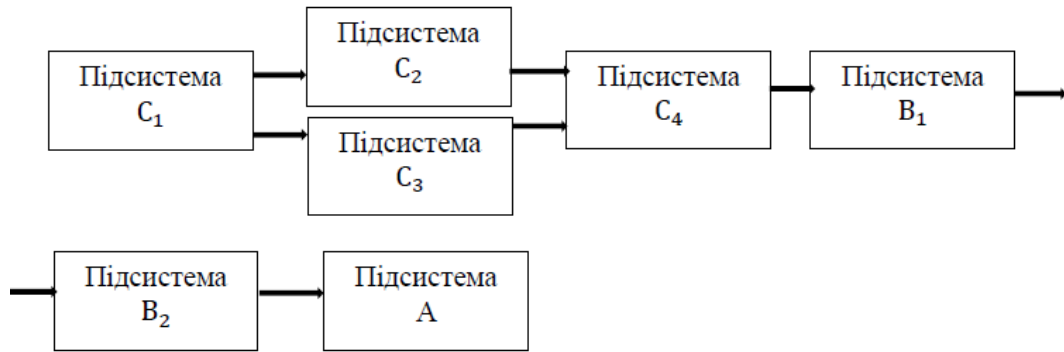 Підсистема
C₁
Підсистема
C₂
Підсистема
C₃
Підсистема
C₄
Підсистема
B₁
Підсистема
B₂
Підсистема
A